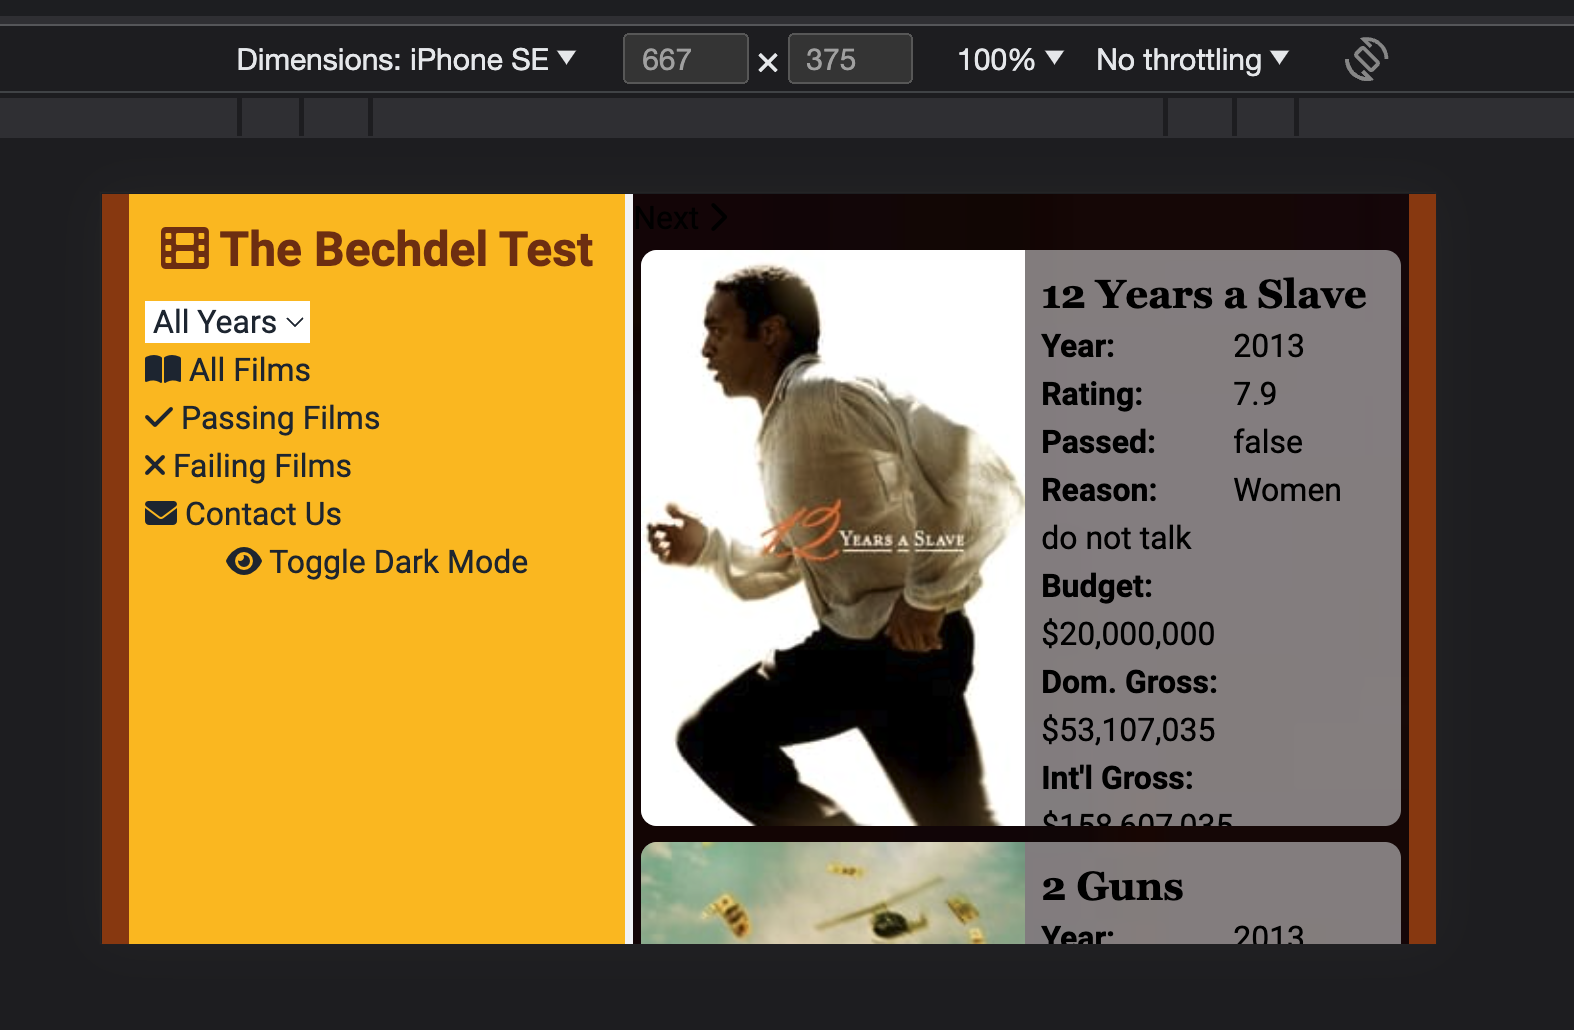 Dimensions: iPhone SE 667 × 375 100% No throttling
The Bechdel Test
All Years
All Films
Passing Films
Failing Films
Contact Us
Toggle Dark Mode
Next
12 YEARS A SLAVE
12 Years a Slave
Year: 2013
Rating: 7.9
Passed: false
Reason: Women
do not talk
Budget:
$20,000,000
Dom. Gross:
$53,107,035
Int'l Gross:
$158,607,035
2 Guns
Year: 2013